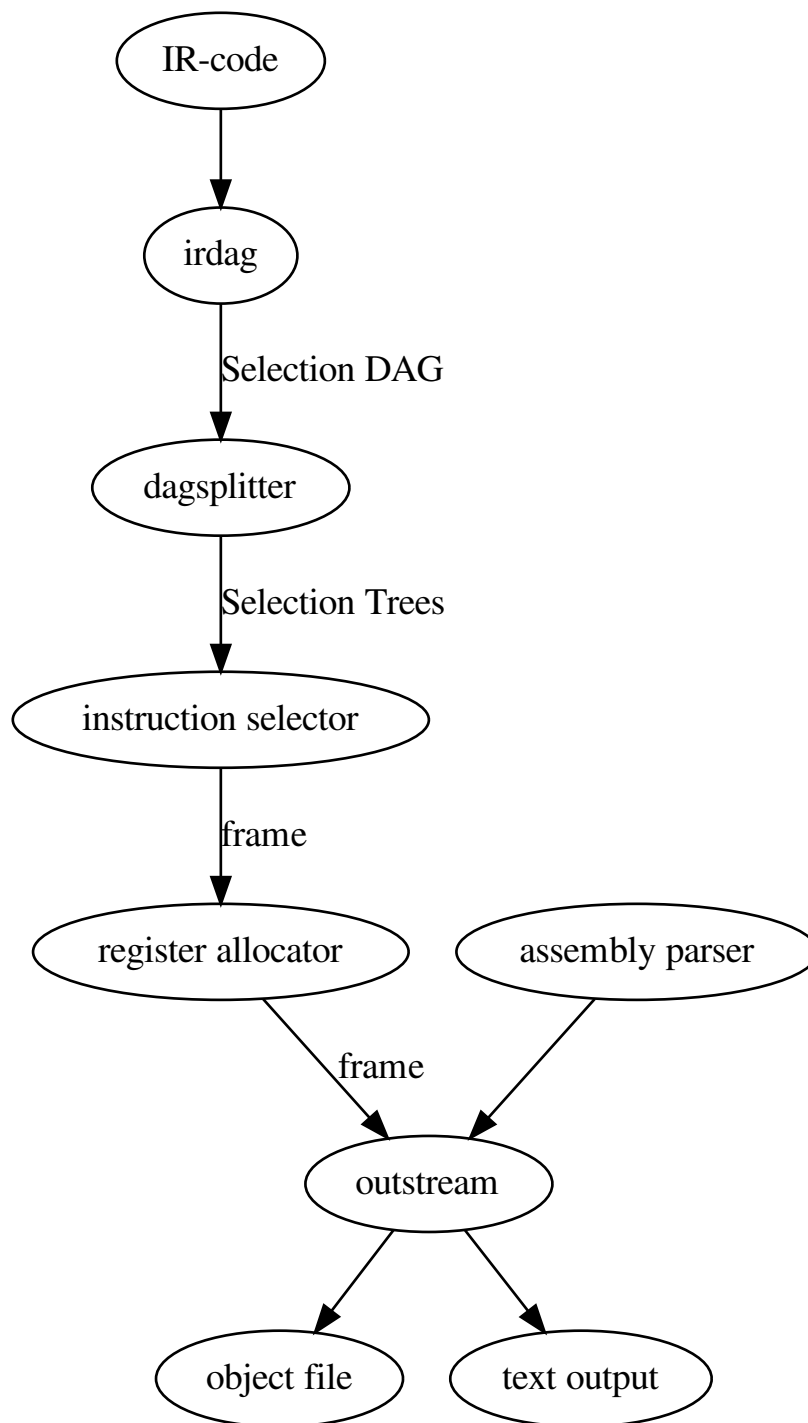 IR-code
irdag
Selection DAG
dagsplitter
Selection Trees
instruction selector
frame
register allocator
assembly parser
frame
outstream
object file
text output